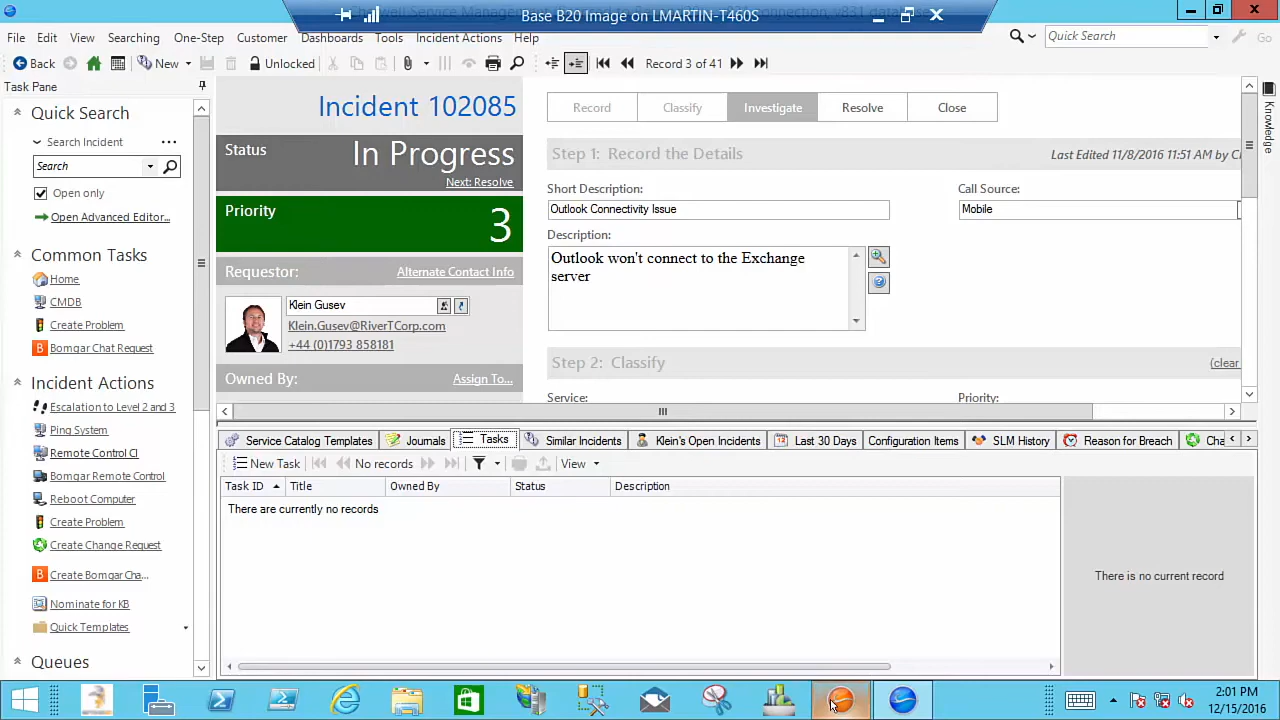 Base B20 Image on LMARTIN-T460S
File Edit View Searching One-Step Customer Dashboards Tools Incident Actions Help
Quick Search Go
Back New Unlocked Record 3 of 41
Task Pane
Quick Search
Search Incident
Search
Open only
Open Advanced Editor...
Common Tasks
Home
CMDB
Create Problem
Bomgar Chat Request
Incident Actions
Escalation to Level 2 and 3
Ping System
Remote Control CI
Bomgar Remote Control
Reboot Computer
Create Problem
Create Change Request
Create Bomgar Cha...
Nominate for KB
Quick Templates
Queues
Incident 102085
Status
In Progress
Next: Resolve
Priority
3
Requestor: Alternate Contact Info
Klein Gusev
Klein.Gusev@RiverTCorp.com
+44 (0)1793 858181
Owned By: Assign To...
Record Classify Investigate Resolve Close
Step 1: Record the Details Last Edited 11/8/2016 11:51 AM by C
Short Description: Call Source:
Outlook Connectivity Issue Mobile
Description:
Outlook won't connect to the Exchange
server
Step 2: Classify (clear
Service: Priority:
Knowledge
Service Catalog Templates Journals Tasks Similar Incidents Klein's Open Incidents Last 30 Days Configuration Items SLM History Reason for Breach Cha
New Task No records View
Task ID Title Owned By Status Description
There are currently no records
There is no current record
2:01 PM
12/15/2016